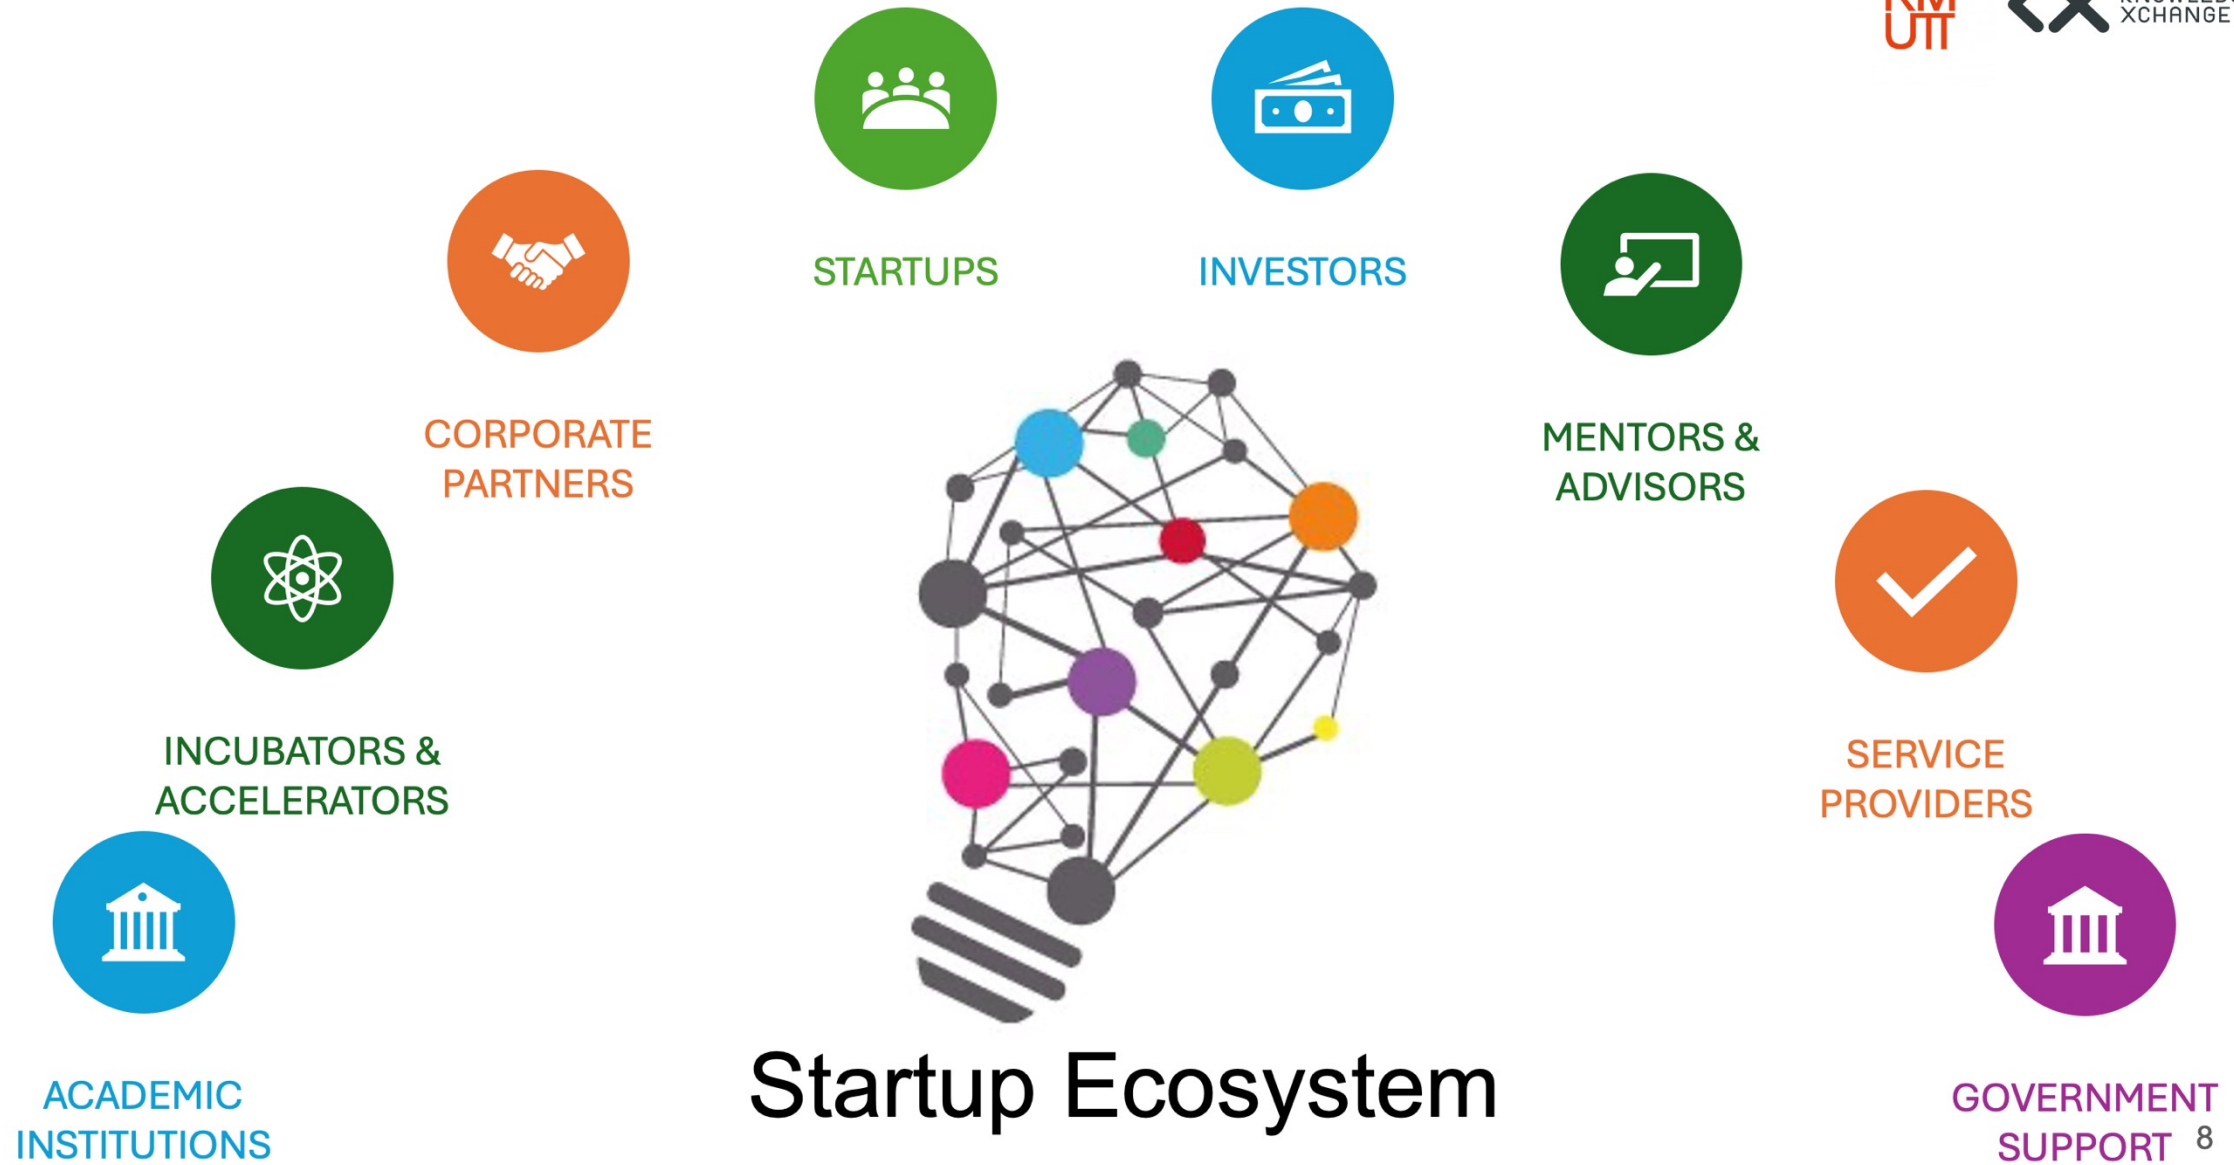 XCHANGE
STARTUPS
INVESTORS
CORPORATE
PARTNERS
MENTORS &
ADVISORS
INCUBATORS &
ACCELERATORS
SERVICE
PROVIDERS
ACADEMIC
INSTITUTIONS
Startup Ecosystem
GOVERNMENT
SUPPORT
8